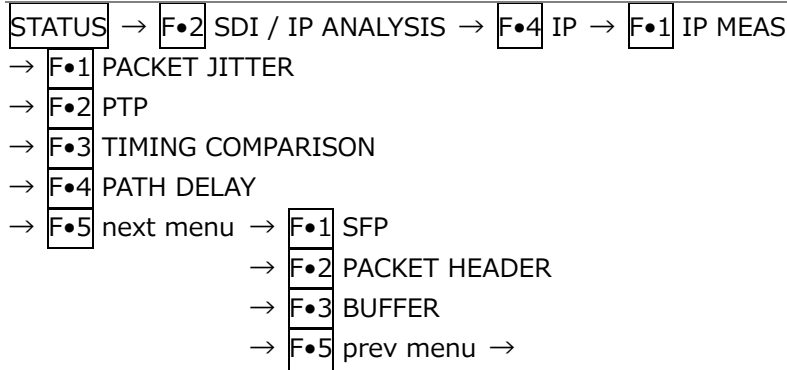 STATUS → F•2 SDI / IP ANALYSIS → F•4 IP → F•1 IP MEAS
→ F•1 PACKET JITTER
→ F•2 PTP
→ F•3 TIMING COMPARISON
→ F•4 PATH DELAY
→ F•5 next menu → F•1 SFP
→ F•2 PACKET HEADER
→ F•3 BUFFER
→ F•5 prev menu →